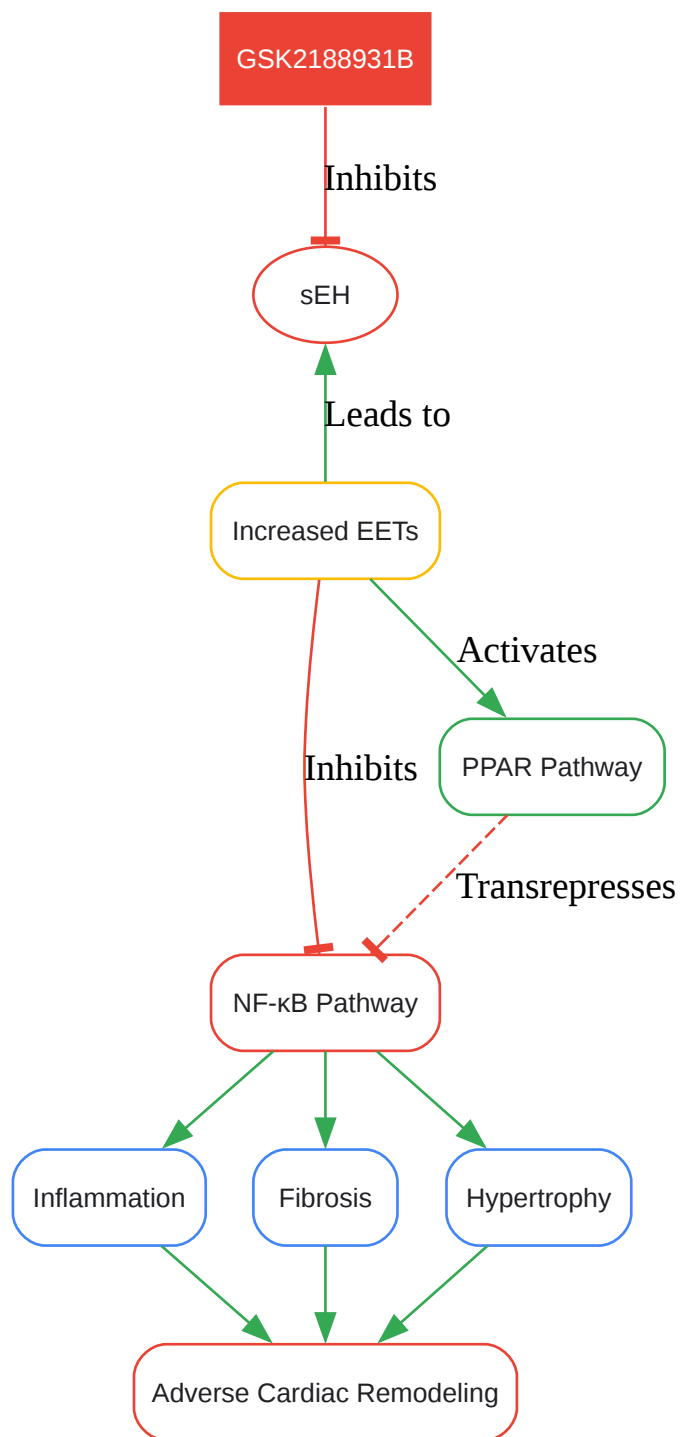 GSK2188931B
Inhibits
sEH
Leads to
Increased EETs
Activates
PPAR Pathway
Inhibits
Transrepresses
NF-κB Pathway
Inflammation
Fibrosis
Hypertrophy
Adverse Cardiac Remodeling